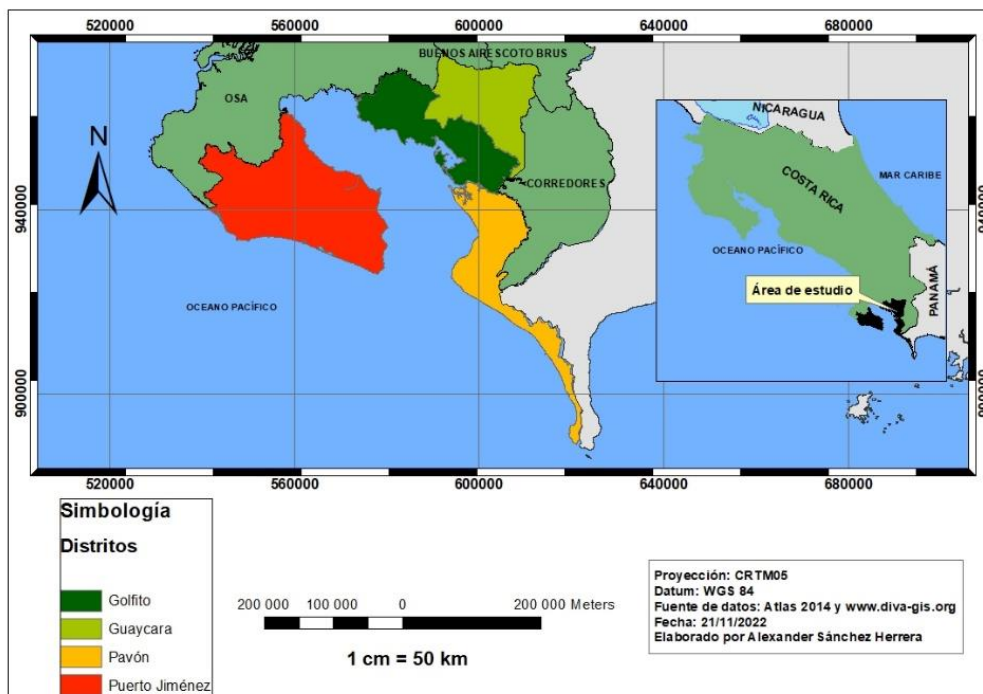 520000 560000 600000 640000 680000
BUENOS AIRES COTO BRUS
OSA
N
CORREDORES
940000
OCEANO PACÍFICO
900000
NICARAGUA
MAR CARIBE
COSTA RICA
OCEANO PACÍFICO
Área de estudio
PANAMÁ
940000
900000
520000 560000 600000 640000 680000
Simbología
Distritos
Golfito
Guaycara
Pavón
Puerto Jiménez
200 000 100 000 0 200 000 Meters
1 cm = 50 km
Proyección: CRTM05
Datum: WGS 84
Fuente de datos: Atlas 2014 y www.diva-gis.org
Fecha: 21/11/2022
Elaborado por Alexander Sánchez Herrera